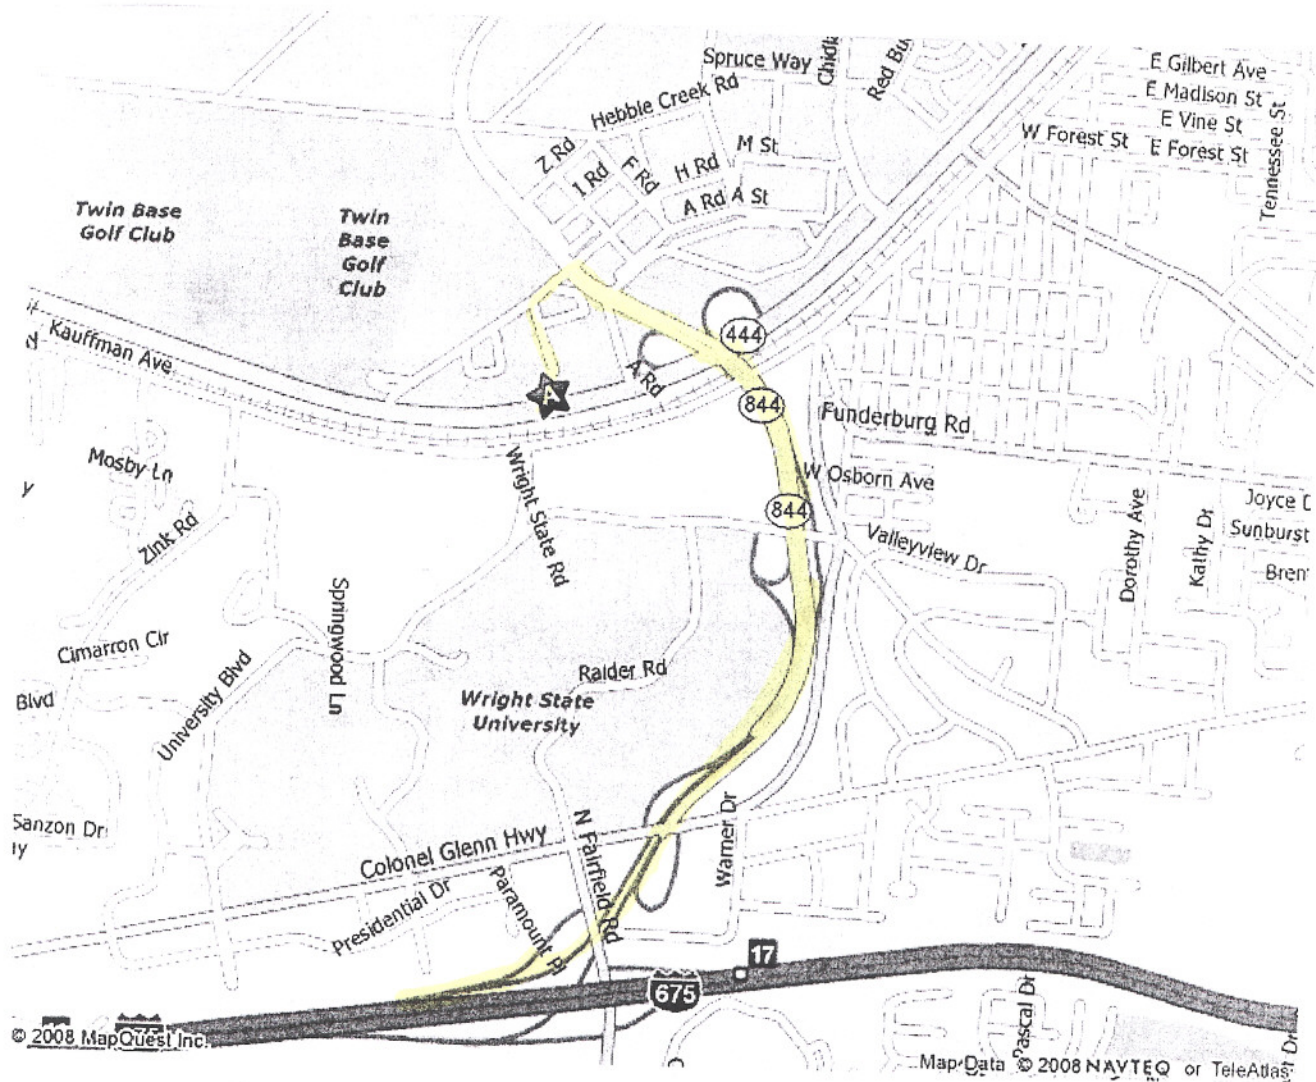 Spruce Way
E Gilbert Ave
E Madison St
E Vine St
E Forest St
W Forest St
Tennessee St
Hebble Creek Rd
M St
Z Rd
1 Rd
F Rd
H Rd
A Rd
A St
Twin Base
Golf Club
Twin
Base
Golf
Club
Kauffman Ave
444
A Rd
A
844
Funderburg Rd
W Osborn Ave
844
Valleyview Dr
Dorothy Ave
Kathy Dr
Sunburst
Mosby Ln
Zink Rd
Wright State Rd
Springwood Ln
Cimarron Cir
Blvd
University Blvd
Raider Rd
Wright State
University
Sanzon Dr
Colonel Glenn Hwy
N Fairfield Rd
Warner Dr
Presidential Dr
Paramount Pl
17
675
Pascal Dr
© 2008 MapQuest Inc.
Map Data © 2008 NAVTEQ or TeleAtlas